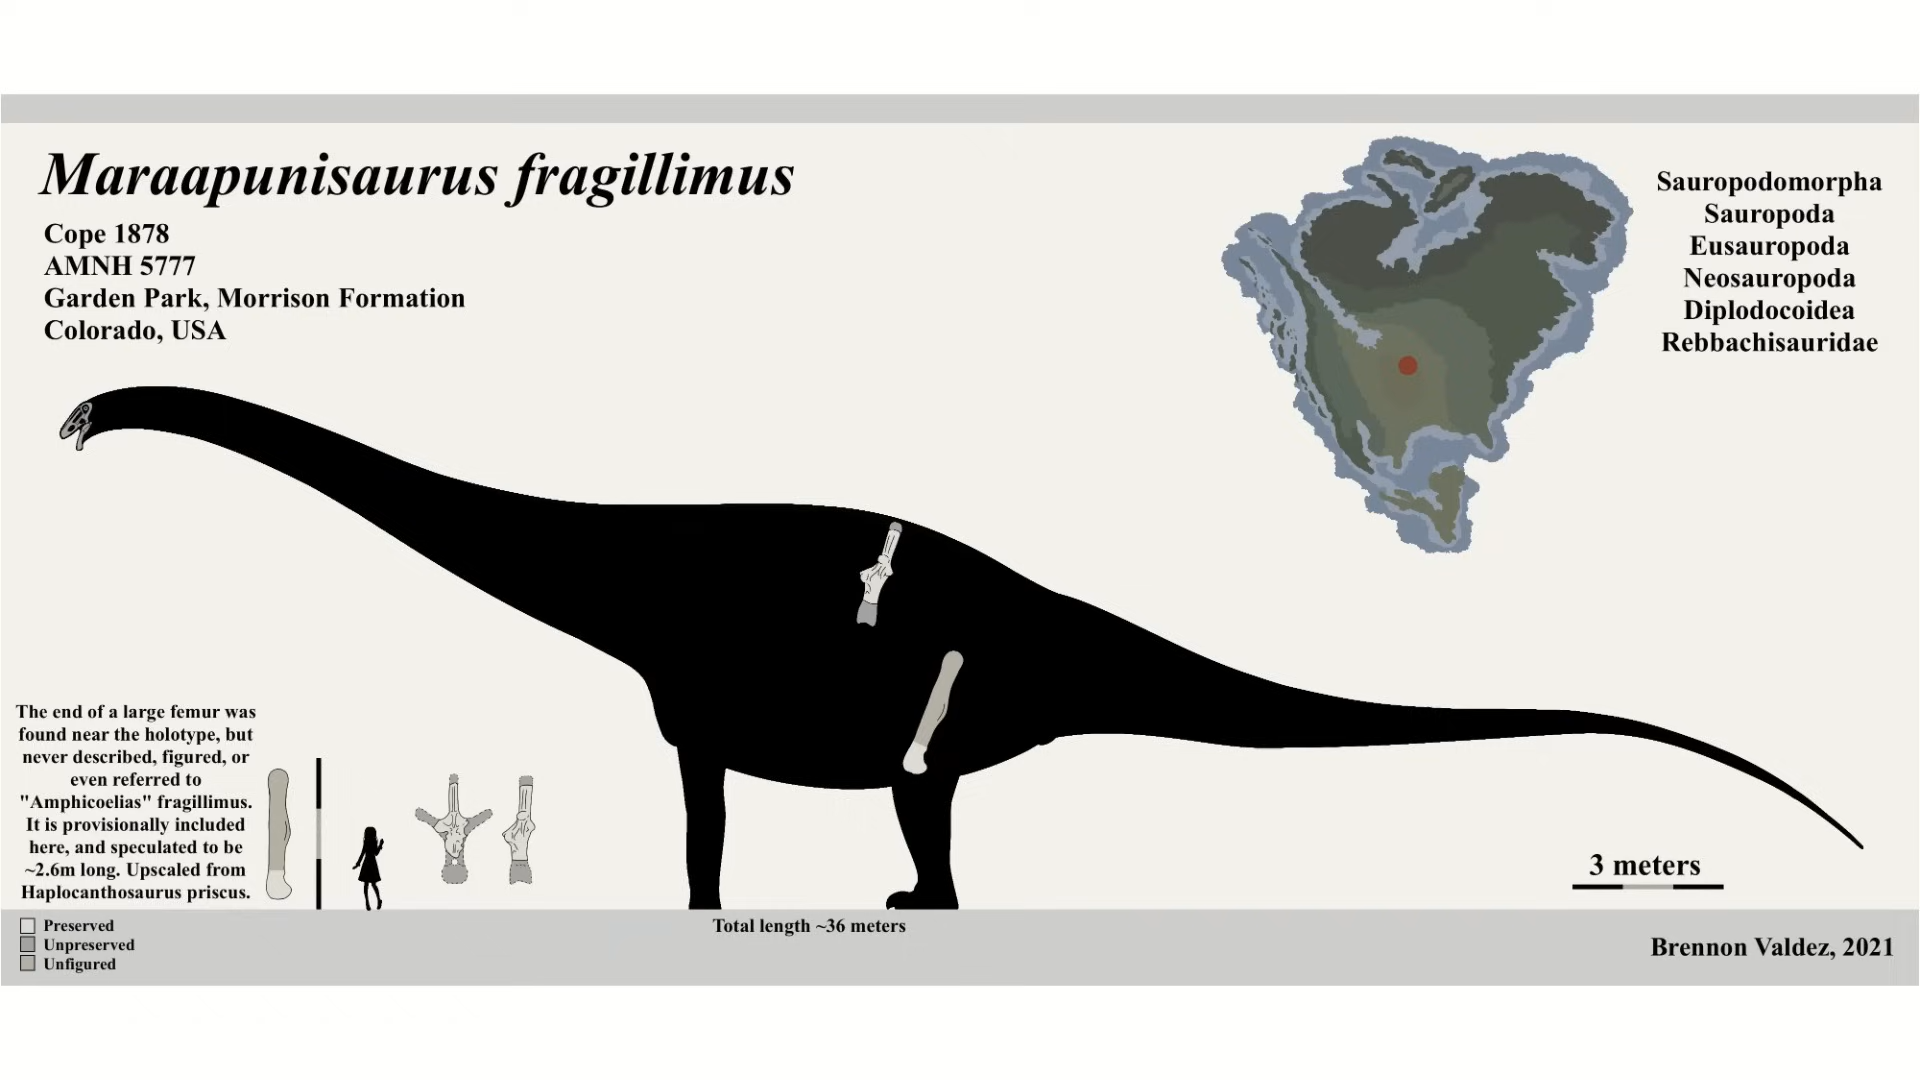 Maraapunisaurus fragillimus
Cope 1878
AMNH 5777
Garden Park, Morrison Formation
Colorado, USA
Sauropodomorpha
Sauropoda
Eusauropoda
Neosauropoda
Diplodocoidea
Rebbachisauridae
The end of a large femur was
found near the holotype, but
never described, figured, or
even referred to
"Amphicoelias" fragillimus.
It is provisionally included
here, and speculated to be
~2.6m long. Upscaled from
Haplocanthosaurus priscus.
3 meters
Preserved
Unpreserved
Unfigured
Total length ~36 meters
Brennon Valdez, 2021